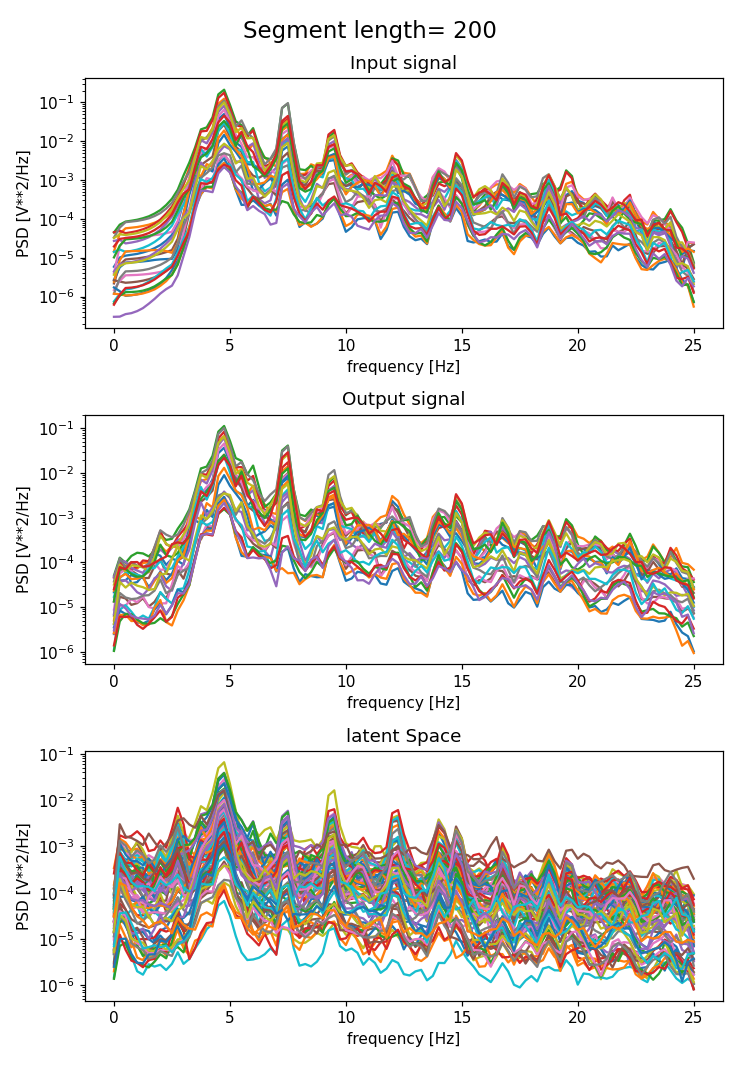 Segment length= 200
Input signal
PSD [V**2/Hz]
10⁻¹
10⁻²
10⁻³
10⁻⁴
10⁻⁵
10⁻⁶
0 5 10 15 20 25
frequency [Hz]
Output signal
PSD [V**2/Hz]
10⁻¹
10⁻²
10⁻³
10⁻⁴
10⁻⁵
10⁻⁶
0 5 10 15 20 25
frequency [Hz]
latent Space
PSD [V**2/Hz]
10⁻¹
10⁻²
10⁻³
10⁻⁴
10⁻⁵
10⁻⁶
0 5 10 15 20 25
frequency [Hz]